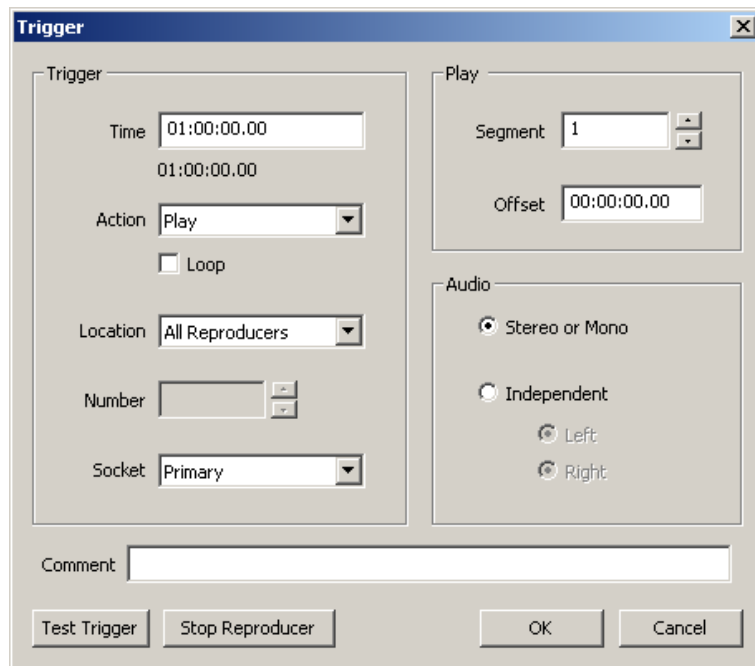 Trigger
Trigger
Time 01:00:00.00
01:00:00.00
Action Play
Loop
Location All Reproducers
Number
Socket Primary
Play
Segment 1
Offset 00:00:00.00
Audio
Stereo or Mono
Independent
Left
Right
Comment
Test Trigger Stop Reproducer OK Cancel